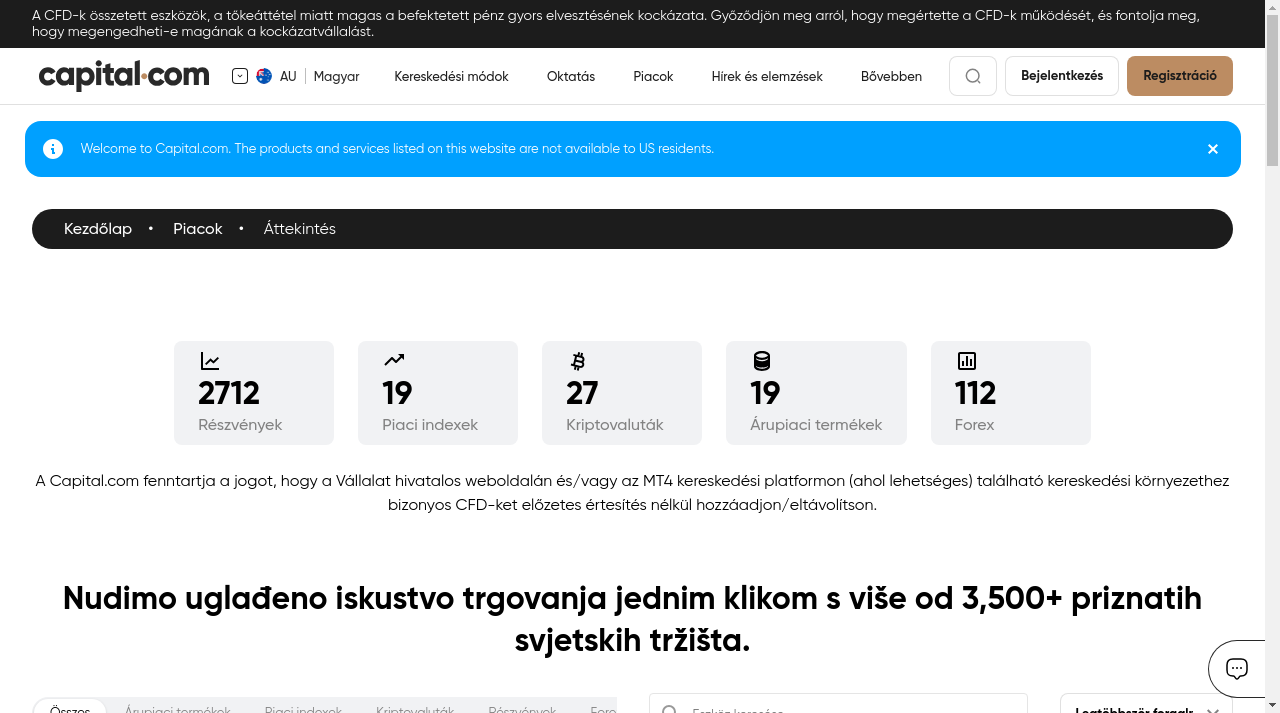 A CFD-k összetett eszközök, a tőkeáttétel miatt magas a befektetett pénz gyors elvesztésének kockázata. Győződjön meg arról, hogy megértette a CFD-k működését, és fontolja meg,
hogy megengedheti-e magának a kockázatvállalást.
capital.com
AU
Magyar
Kereskedési módok
Oktatás
Piacok
Hírek és elemzések
Bővebben
Bejelentkezés
Regisztráció
Welcome to Capital.com. The products and services listed on this website are not available to US residents.
Kezdőlap • Piacok • Áttekintés
2712
Részvények
19
Piaci indexek
27
Kriptovaluták
19
Árupiaci termékek
112
Forex
A Capital.com fenntartja a jogot, hogy a Vállalat hivatalos weboldalán és/vagy az MT4 kereskedési platformon (ahol lehetséges) található kereskedési környezethez
bizonyos CFD-ket előzetes értesítés nélkül hozzáadjon/eltávolítson.
Nudimo uglađeno iskustvo trgovanja jednim klikom s više od 3,500+ priznatih
svjetskih tržišta.
Összes
Árupiaci termékek
Piaci indexek
Kriptovaluták
Részvények
Fore
Eszköz keresése
Legtöbbször forgalr